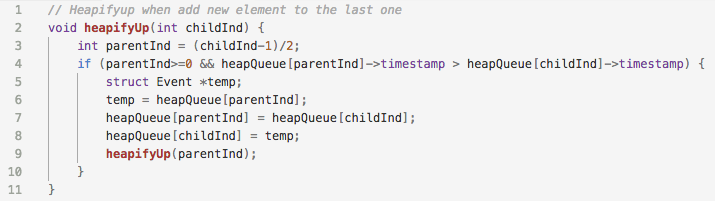 1 // Heapifyup when add new element to the last one
2 void heapifyUp(int childInd) {
3     int parentInd = (childInd-1)/2;
4     if (parentInd>=0 && heapQueue[parentInd]->timestamp > heapQueue[childInd]->timestamp) {
5         struct Event *temp;
6         temp = heapQueue[parentInd];
7         heapQueue[parentInd] = heapQueue[childInd];
8         heapQueue[childInd] = temp;
9         heapifyUp(parentInd);
10     }
11 }